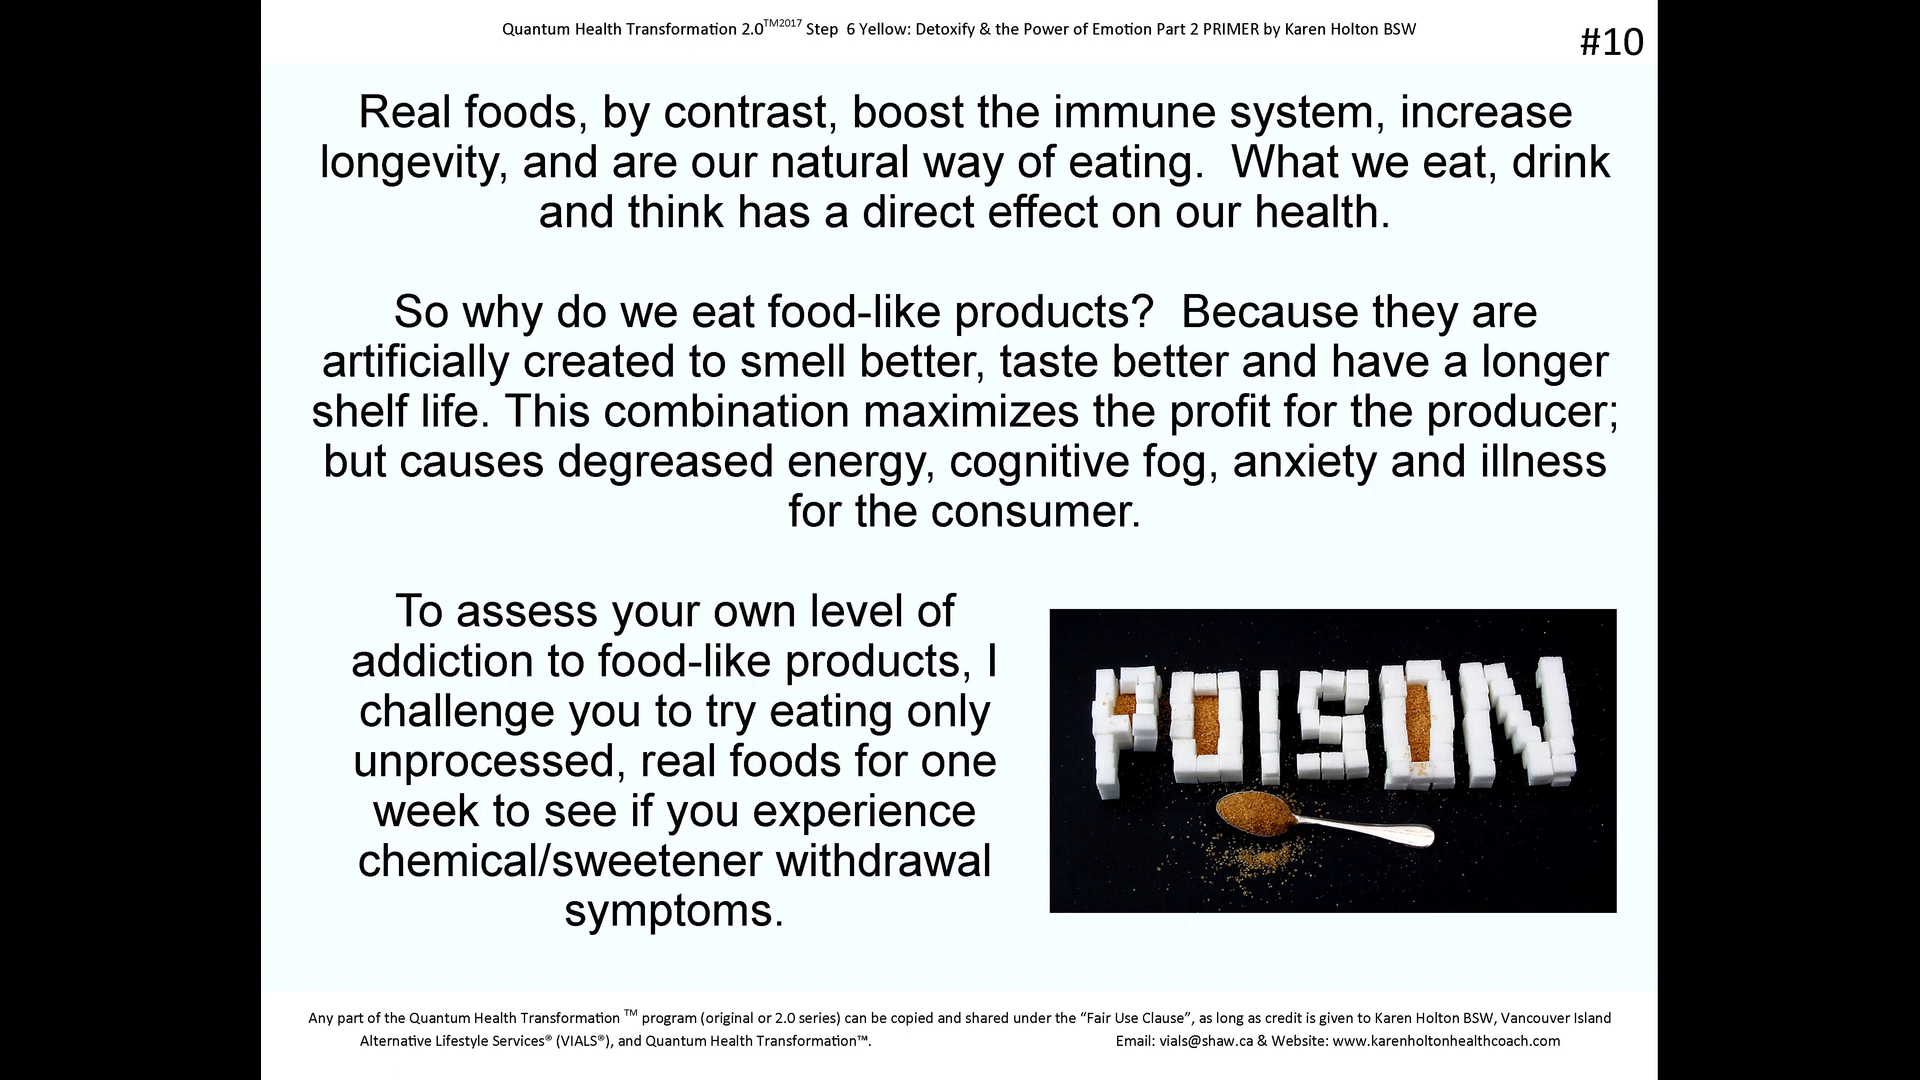 Quantum Health Transformation 2.0TM2017 Step 6 Yellow: Detoxify & the Power of Emotion Part 2 PRIMER by Karen Holton BSW
#10
Real foods, by contrast, boost the immune system, increase
longevity, and are our natural way of eating. What we eat, drink
and think has a direct effect on our health.
So why do we eat food-like products? Because they are
artificially created to smell better, taste better and have a longer
shelf life. This combination maximizes the profit for the producer;
but causes degreased energy, cognitive fog, anxiety and illness
for the consumer.
To assess your own level of
addiction to food-like products, I
challenge you to try eating only
unprocessed, real foods for one
week to see if you experience
chemical/sweetener withdrawal
symptoms.
POISON
Any part of the Quantum Health Transformation TM program (original or 2.0 series) can be copied and shared under the “Fair Use Clause”, as long as credit is given to Karen Holton BSW, Vancouver Island
Alternative Lifestyle Services® (VIALS®), and Quantum Health Transformation™. Email: vials@shaw.ca & Website: www.karenholtonhealthcoach.com